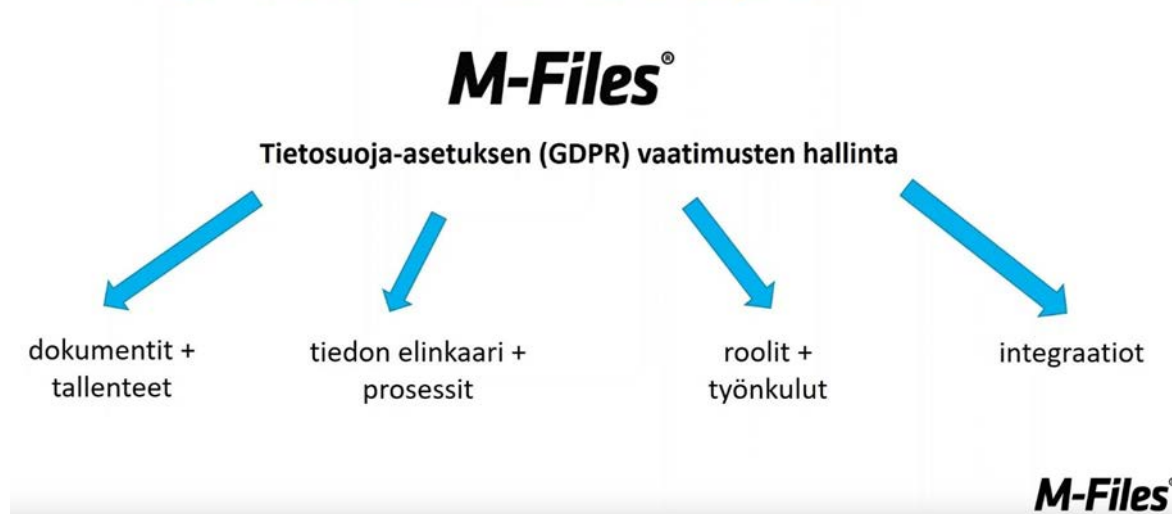 M-Files®
Tietosuoja-asetuksen (GDPR) vaatimusten hallinta
dokumentit +
tallenteet
tiedon elinkaari +
prosessit
roolit +
työnkulut
integraatiot
M-Files®